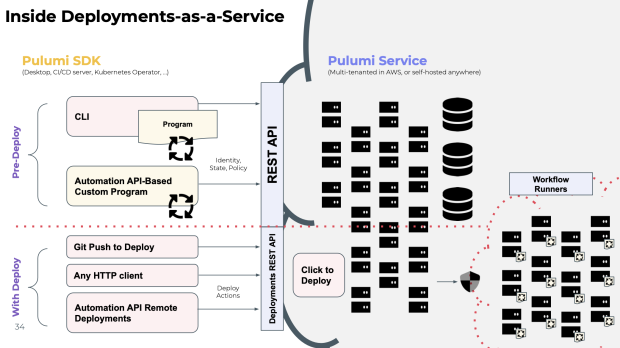 Inside Deployments-as-a-Service
Pulumi SDK
(Desktop, CI/CO server, Kubernetes Operator, ...)
Pulumi Service
(Multi-tenanted in AWS, or self-hosted anywhere)
Pre-Deploy
CLI
Program
Automation API-Based
Custom Program
Identity,
State, Policy
REST API
Workflow
Runners
With Deploy
Git Push to Deploy
Any HTTP client
Automation API Remote
Deployments
Deploy
Actions
Deployments REST API
Click to
Deploy
34